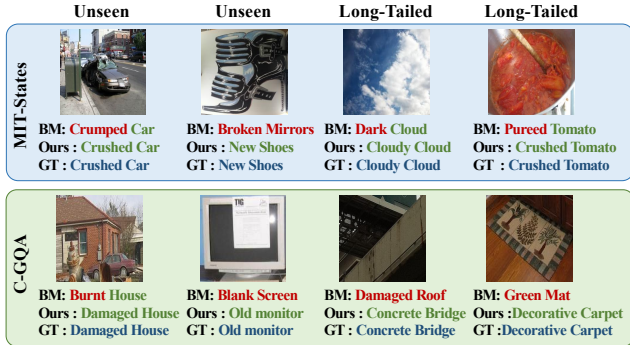 Unseen Unseen Long-Tailed Long-Tailed
MIT-States
BM: Crumped Car
Ours : Crushed Car
GT : Crushed Car
BM: Broken Mirrors
Ours : New Shoes
GT : New Shoes
BM: Dark Cloud
Ours : Cloudy Cloud
GT : Cloudy Cloud
BM: Pureed Tomato
Ours : Crushed Tomato
GT : Crushed Tomato
C-GQA
TIG
BM: Burnt House
Ours : Damaged House
GT : Damaged House
BM: Blank Screen
Ours : Old monitor
GT : Old monitor
BM: Damaged Roof
Ours : Concrete Bridge
GT : Concrete Bridge
BM: Green Mat
Ours :Decorative Carpet
GT :Decorative Carpet